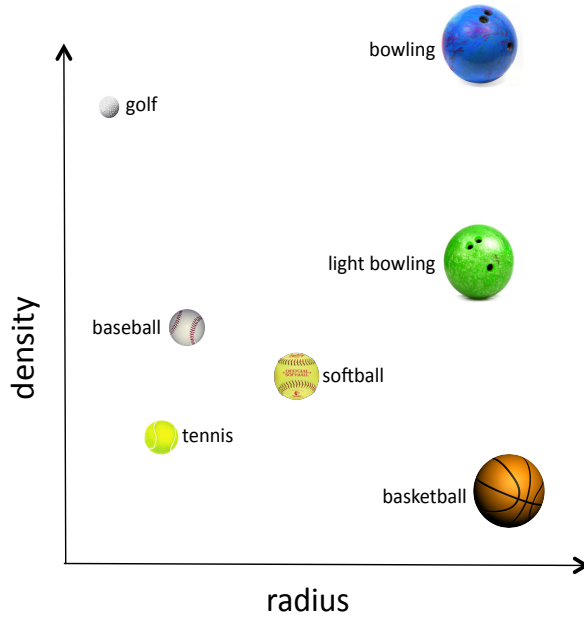 bowling
golf
light bowling
baseball
softball
tennis
basketball
density
radius